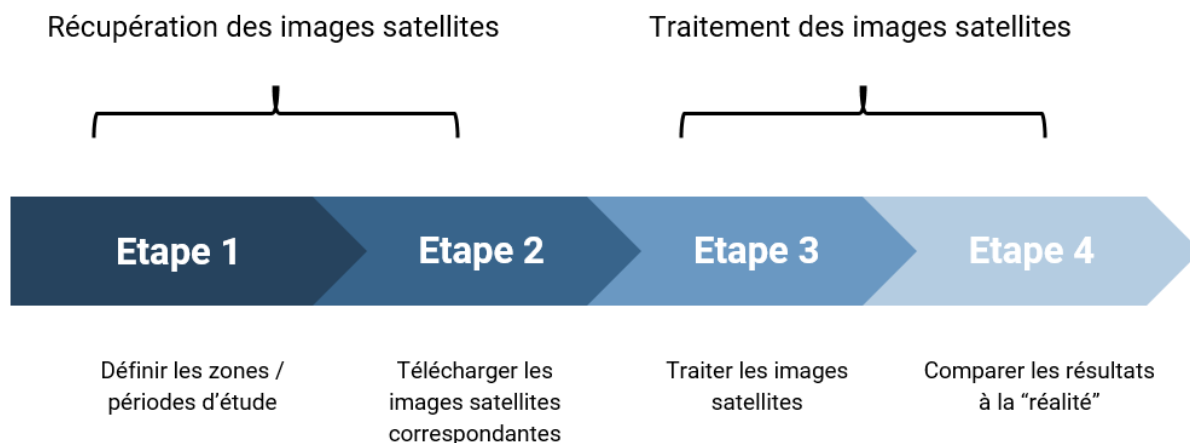 Récupération des images satellites
Traitement des images satellites
Etape 1
Etape 2
Etape 3
Etape 4
Définir les zones /
périodes d’étude
Télécharger les
images satellites
correspondantes
Traiter les images
satellites
Comparer les résultats
à la “réalité”